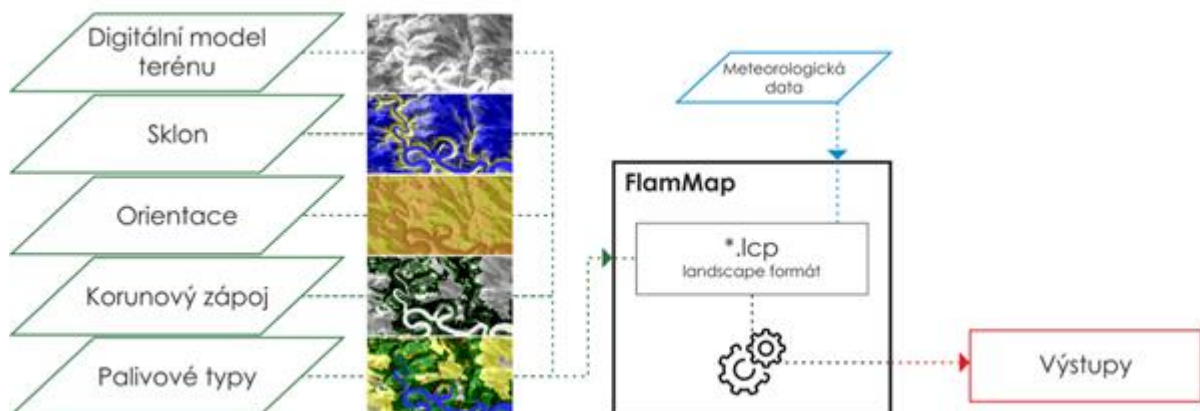 Digitální model
terénu
Sklon
Orientace
Korunový zápoj
Palivové typy
Meteorologická
data
FlamMap
*.lcp
landscape formát
Výstupy